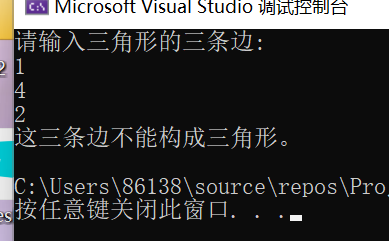 Microsoft Visual Studio 调试控制台
请输入三角形的三条边:
1
4
2
这三条边不能构成三角形。
C:\Users\86138\source\repos\Pro
按任意键关闭此窗口. . .